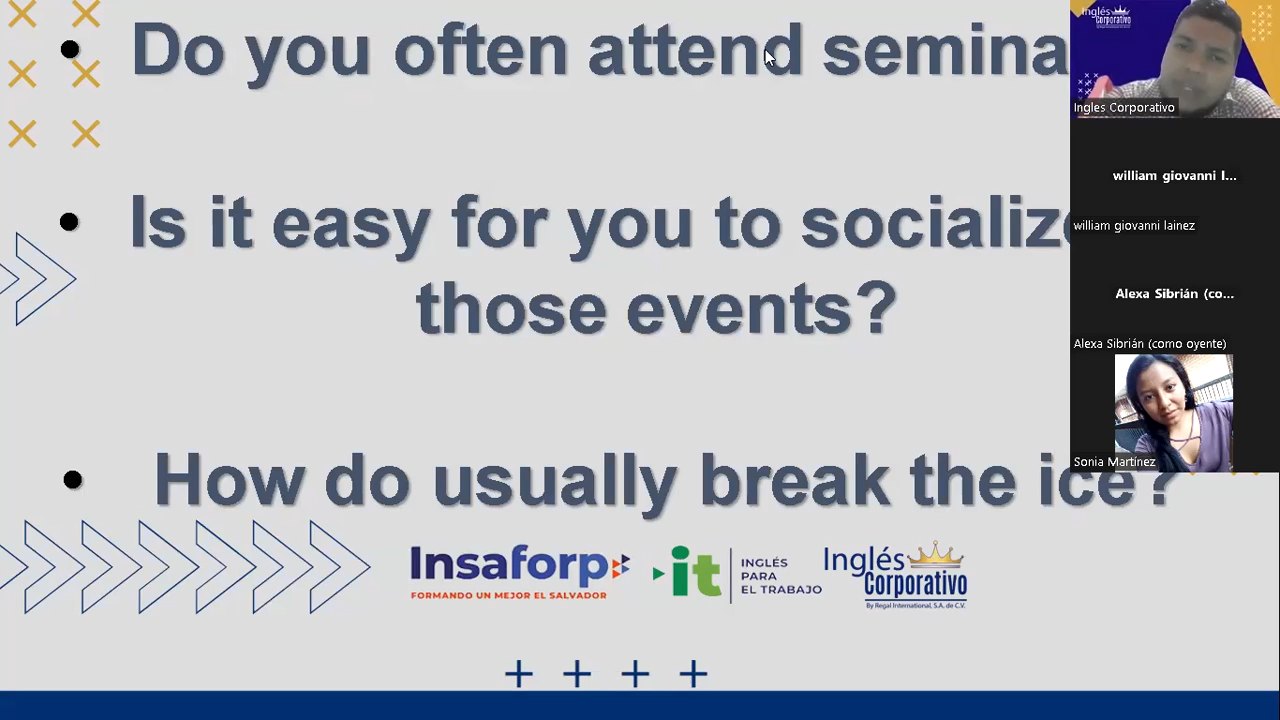 • Do you often attend semina
• Is it easy for you to socialize
those events?
• How do usually break the ice?
Insaforp
FORMANDO UN MEJOR EL SALVADOR
it
INGLÉS
PARA
EL TRABAJO
Inglés
Corporativo
By Regal International, S.A. de C.V.
Inglés
Corporativo
Ingles Corporativo
william giovanni l...
william giovanni lainez
Alexa Sibrián (co...
Alexa Sibrián (como oyente)
Sonia Martínez